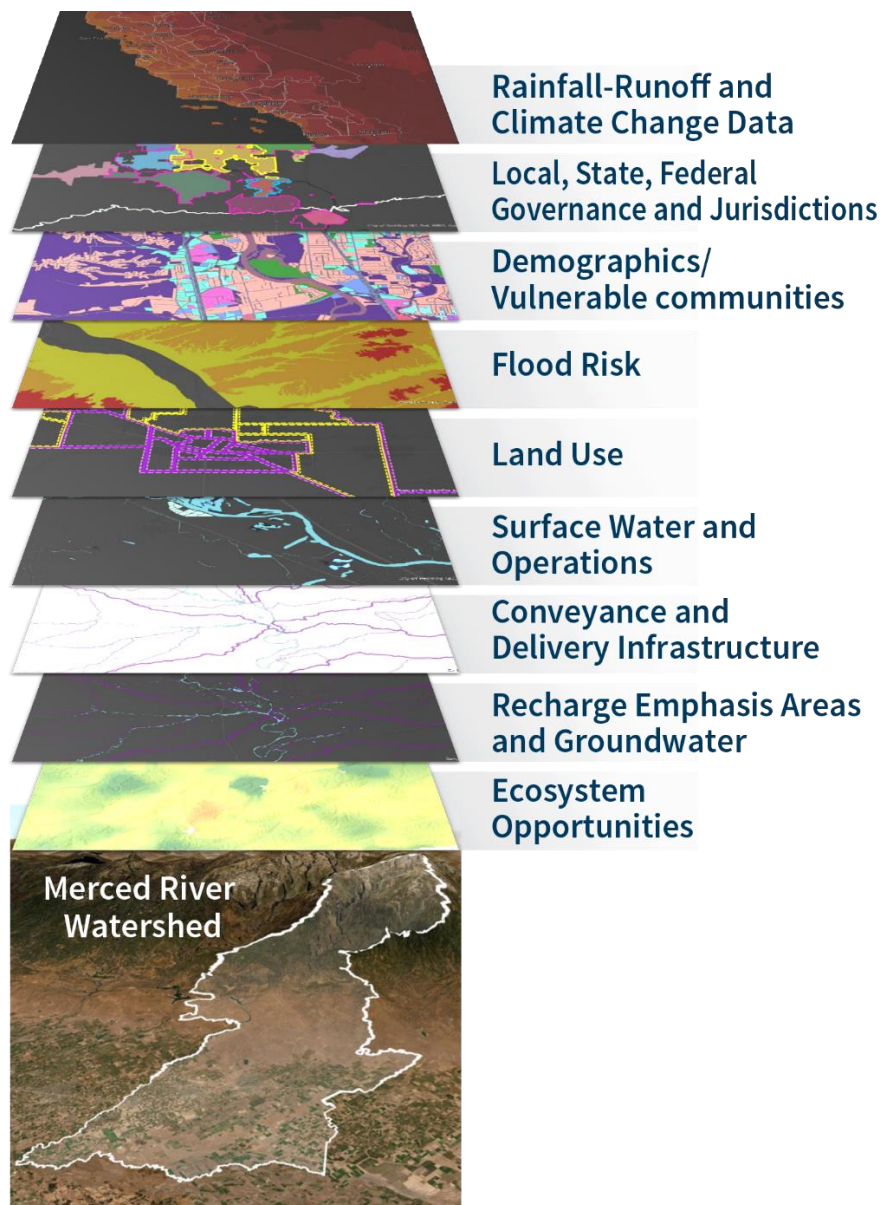 Rainfall-Runoff and
Climate Change Data
Local, State, Federal
Governance and Jurisdictions
Demographics/
Vulnerable communities
Flood Risk
Land Use
Surface Water and
Operations
Conveyance and
Delivery Infrastructure
Recharge Emphasis Areas
and Groundwater
Ecosystem
Opportunities
Merced River
Watershed